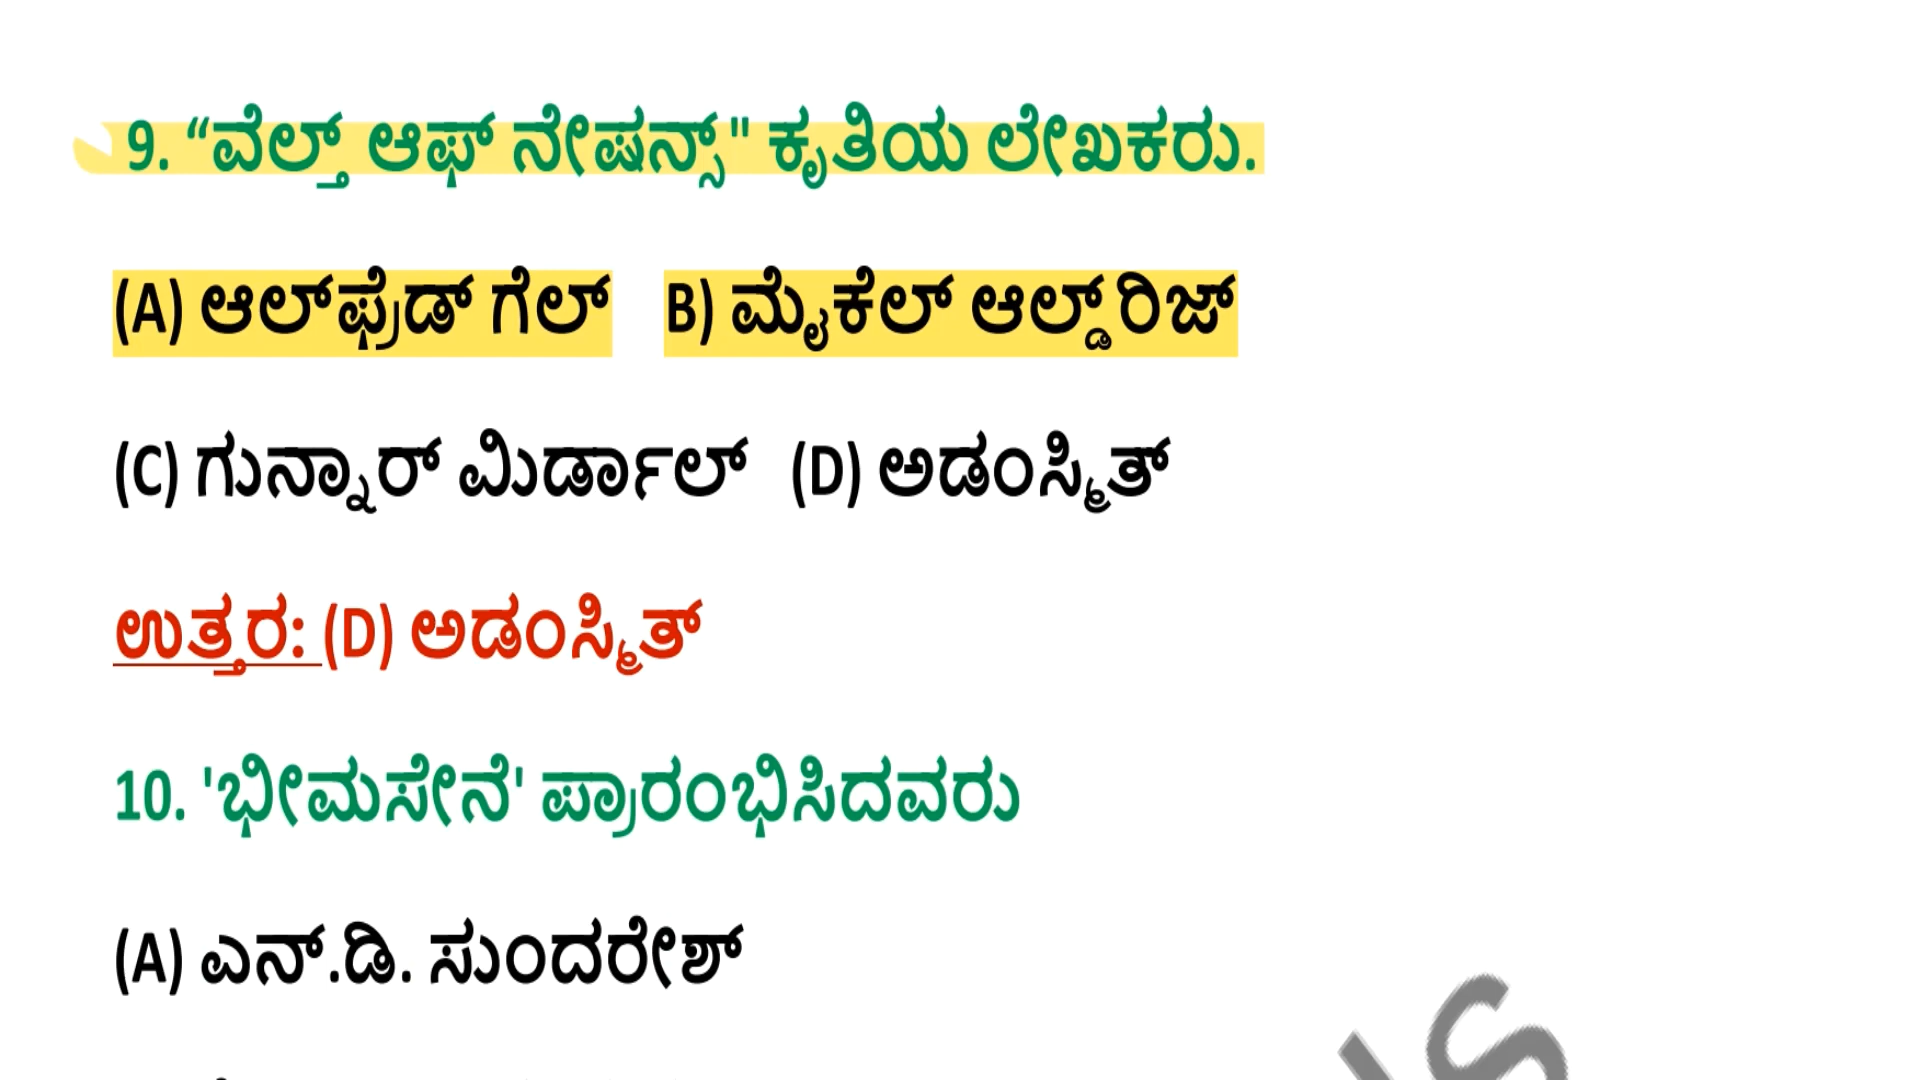 9. “ವೆಲ್ತ್ ಆಫ್ ನೇಷನ್ಸ್" ಕೃತಿಯ ಲೇಖಕರು.
(A) ಆಲ್‌ಫ್ರೆಡ್ ಗೆಲ್ B) ಮೈಕೆಲ್ ಆಲ್ಡ್‌ರಿಜ್
(C) ಗುನ್ನಾರ್ ಮಿರ್ಡಾಲ್ (D) ಅಡಂಸ್ಮಿತ್
ಉತ್ತರ: (D) ಅಡಂಸ್ಮಿತ್
10. 'ಭೀಮಸೇನೆ' ಪ್ರಾರಂಭಿಸಿದವರು
(A) ಎನ್.ಡಿ. ಸುಂದರೇಶ್